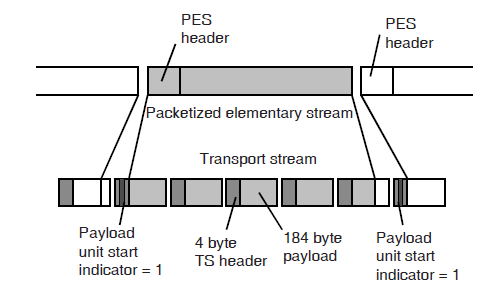 PES
header
PES
header
Packetized elementary stream
Transport stream
Payload
unit start
indicator = 1
4 byte
TS header
184 byte
payload
Payload
unit start
indicator = 1